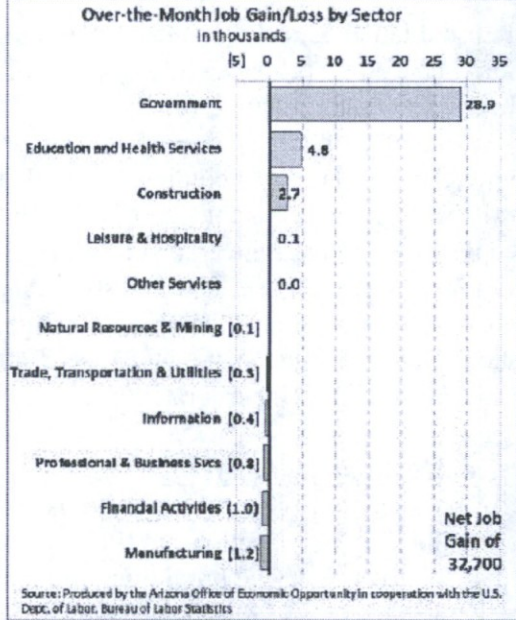 Over-the-Month Job Gain/Loss by Sector
in thousands
[5] 0 5 10 15 20 25 30 35
Government 28.9
Education and Health Services 4.8
Construction 2.7
Leisure & Hospitality 0.1
Other Services 0.0
Natural Resources & Mining [0.1]
Trade, Transportation & Utilities [0.3]
Information [0.4]
Professional & Business Svcs [0.8]
Financial Activities (1.0)
Manufacturing [1.2]
Net Job
Gain of
32,700
Source: Produced by the Arizona Office of Economic Opportunity in cooperation with the U.S.
Dept. of Labor, Bureau of Labor Statistics